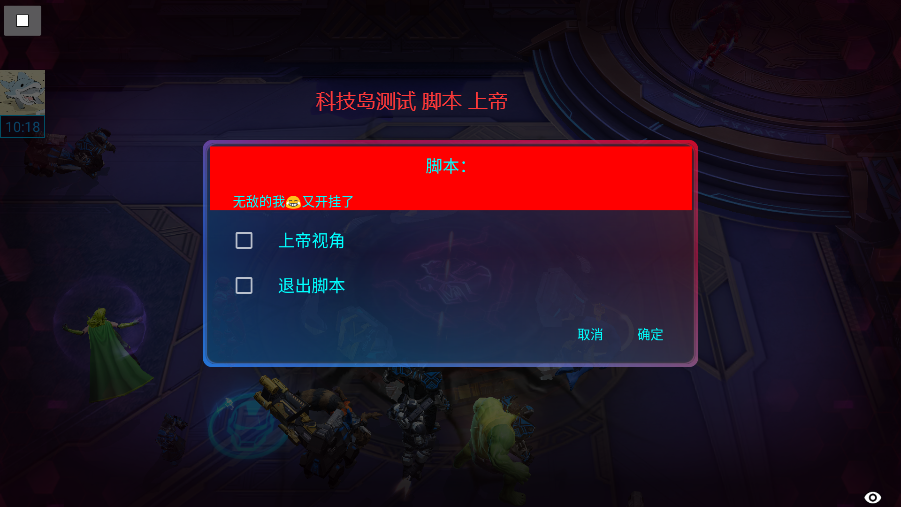 科技岛测试 脚本 上帝
10:18
脚本：
无敌的我😂又开挂了
上帝视角
退出脚本
取消 确定